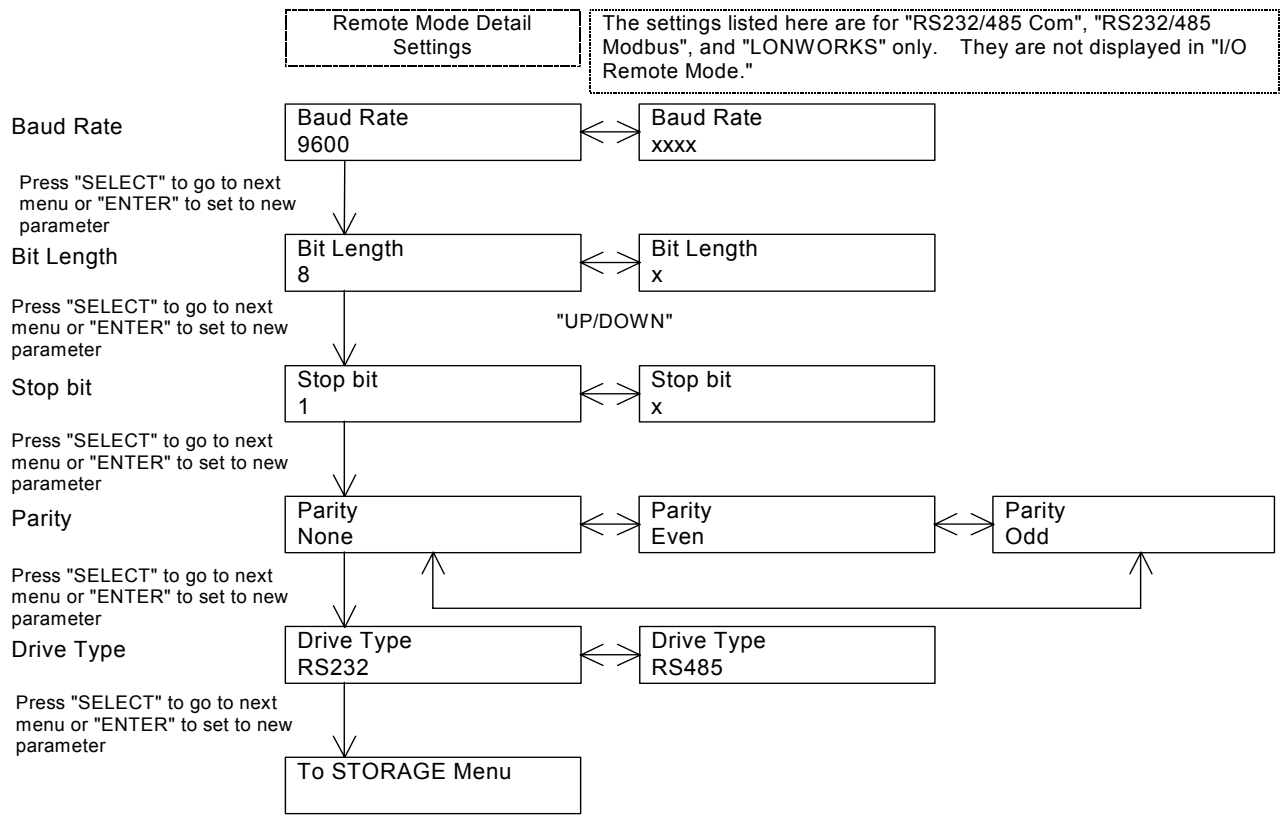 Remote Mode Detail
Settings
The settings listed here are for "RS232/485 Com", "RS232/485
Modbus", and "LONWORKS" only. They are not displayed in "I/O
Remote Mode."
Baud Rate
Baud Rate
9600
Baud Rate
xxxx
Press "SELECT" to go to next
menu or "ENTER" to set to new
parameter
Bit Length
Bit Length
8
Bit Length
x
Press "SELECT" to go to next
menu or "ENTER" to set to new
parameter
"UP/DOWN"
Stop bit
Stop bit
1
Stop bit
x
Press "SELECT" to go to next
menu or "ENTER" to set to new
parameter
Parity
Parity
None
Parity
Even
Parity
Odd
Press "SELECT" to go to next
menu or "ENTER" to set to new
parameter
Drive Type
Drive Type
RS232
Drive Type
RS485
Press "SELECT" to go to next
menu or "ENTER" to set to new
parameter
To STORAGE Menu